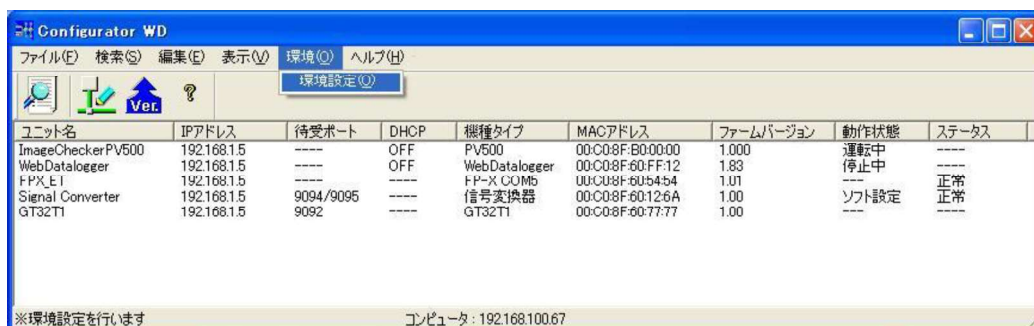 Configurator WD
ファイル(F) 検索(S) 編集(E) 表示(V) 環境(O) ヘルプ(H)
環境設定(O)
Ver. ?
ユニット名 IPアドレス 待受ポート DHCP 機種タイプ MACアドレス ファームバージョン 動作状態 ステータス
ImageCheckerPV500 192.168.1.5 ---- OFF PV500 00:C0:8F:B0:00:00 1.000 運転中 ----
WebDatalogger 192.168.1.5 ---- OFF WebDatalogger 00:C0:8F:60:FF:12 1.83 停止中 ----
FPX_ET 192.168.1.5 ---- ---- FP-X COM5 00:C0:8F:60:54:54 1.01 --- 正常
Signal Converter 192.168.1.5 9094/9095 ---- 信号変換器 00:C0:8F:60:12:6A 1.00 ソフト設定 正常
GT32T1 192.168.1.5 9092 ---- GT32T1 00:C0:8F:60:77:77 1.00 --- ----
※環境設定を行います コンピュータ : 192.168.100.67